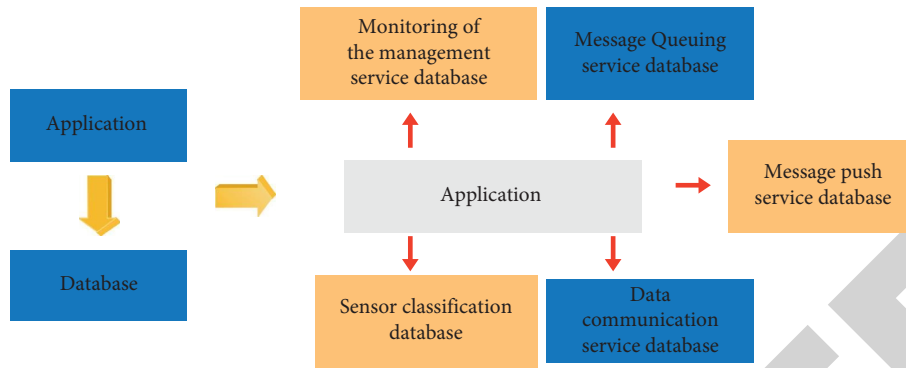 Application
Database
Monitoring of
the management
service database
Message Queuing
service database
Application
Message push
service database
Sensor classification
database
Data
communication
service database